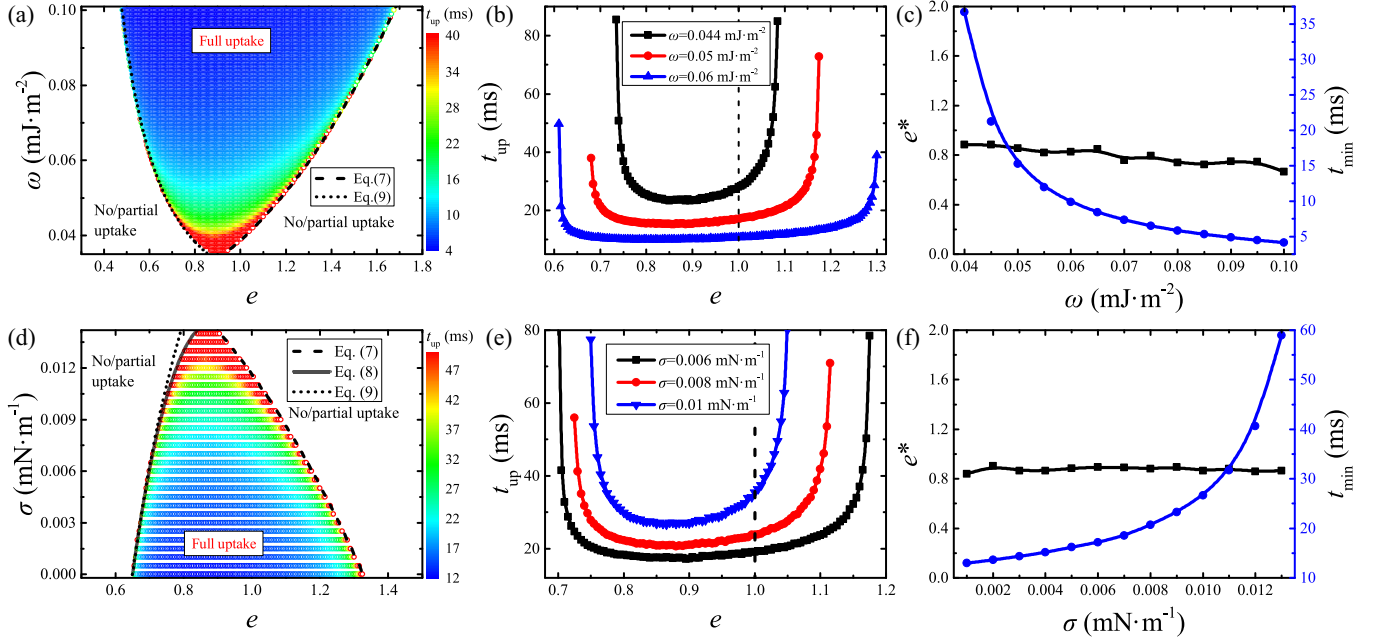 (a)
0.10
0.08
0.06
0.04
ω (mJ·m⁻²)
Full uptake
No/partial
uptake
No/partial uptake
Eq.(7)
Eq.(9)
0.4 0.6 0.8 1.0 1.2 1.4 1.6 1.8
e
t_up (ms)
40
34
28
22
16
10
4
(b)
80
60
40
20
t_up (ms)
ω=0.044 mJ·m⁻²
ω=0.05 mJ·m⁻²
ω=0.06 mJ·m⁻²
0.6 0.7 0.8 0.9 1.0 1.1 1.2 1.3
e
(c)
2.0
1.6
1.2
0.8
0.4
0.0
e*
35
30
25
20
15
10
5
t_min (ms)
0.04 0.05 0.06 0.07 0.08 0.09 0.10
ω (mJ·m⁻²)
(d)
0.012
0.009
0.006
0.003
0.000
σ (mN·m⁻¹)
No/partial
uptake
Eq. (7)
Eq. (8)
Eq. (9)
No/partial uptake
Full uptake
0.6 0.8 1.0 1.2 1.4
e
t_up (ms)
47
42
37
32
27
22
17
12
(e)
80
60
40
20
t_up (ms)
σ=0.006 mN·m⁻¹
σ=0.008 mN·m⁻¹
σ=0.01 mN·m⁻¹
0.7 0.8 0.9 1.0 1.1 1.2
e
(f)
2.0
1.6
1.2
0.8
0.4
0.0
e*
60
50
40
30
20
10
t_min (ms)
0.002 0.004 0.006 0.008 0.010 0.012
σ (mN·m⁻¹)